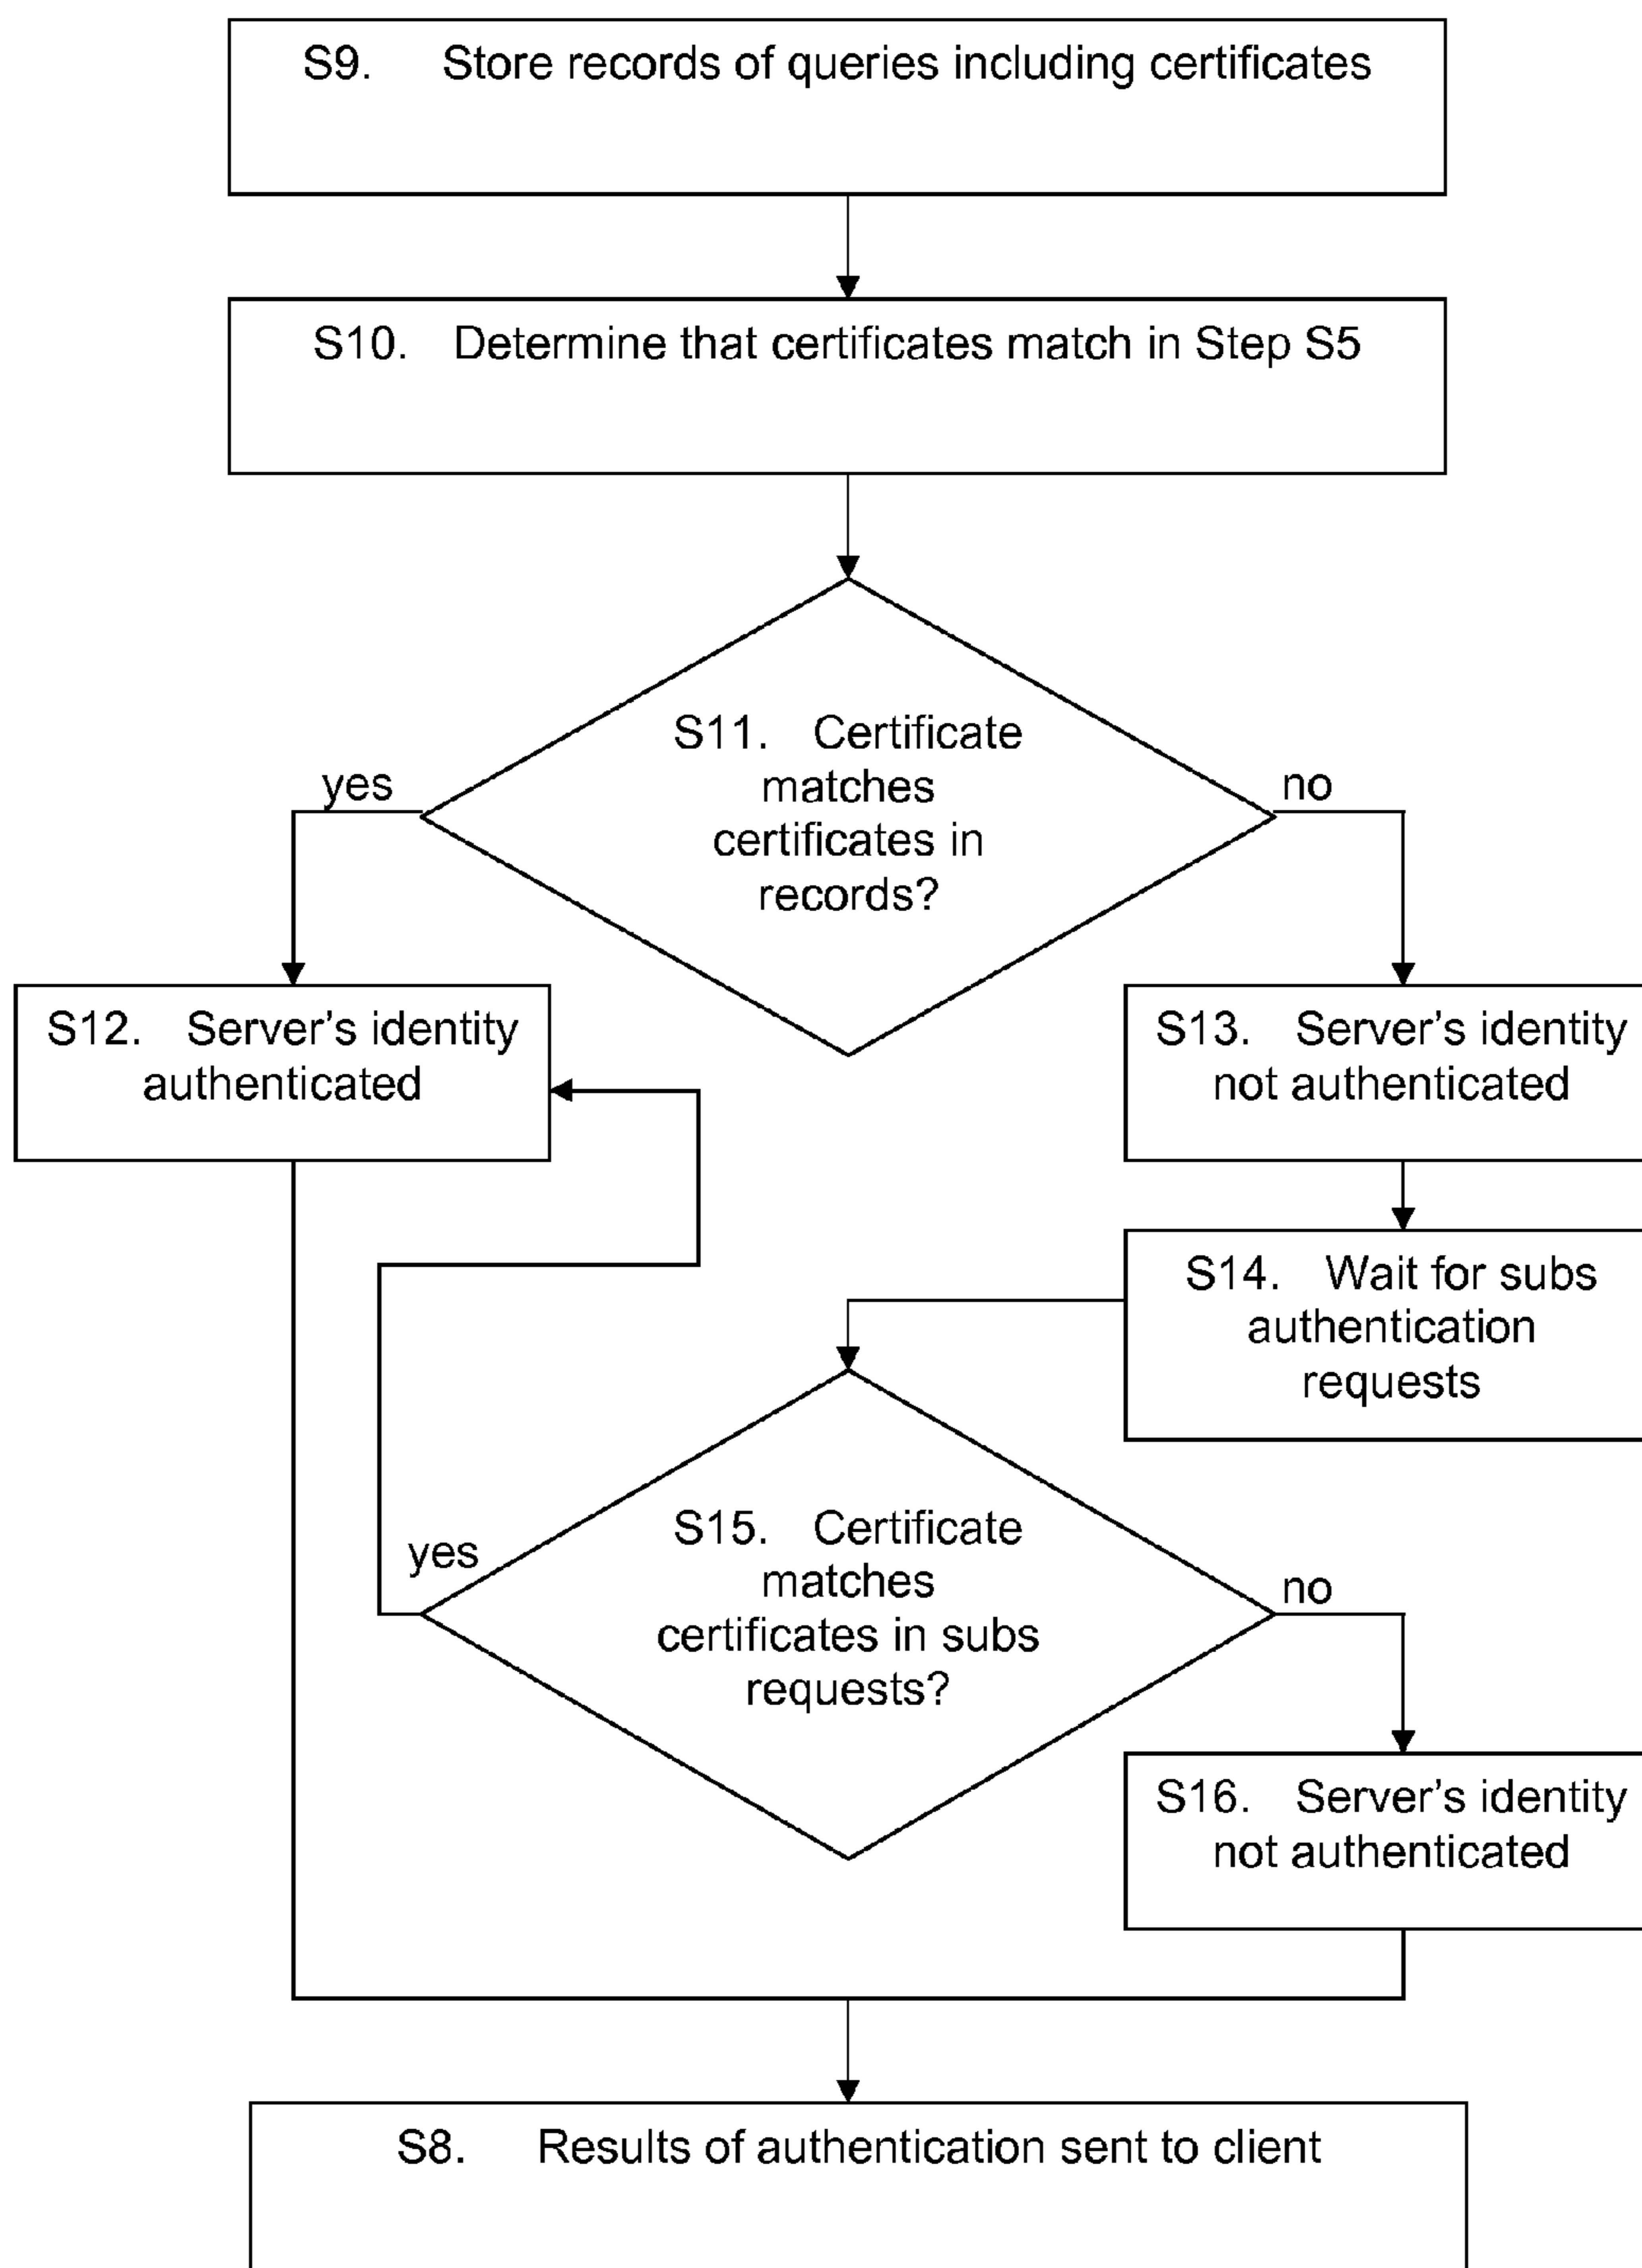 S9. Store records of queries including certificates
S10. Determine that certificates match in Step S5
S11. Certificate
matches
certificates in
records?
yes
no
S12. Server's identity
authenticated
S13. Server's identity
not authenticated
S14. Wait for subs
authentication
requests
S15. Certificate
matches
certificates in subs
requests?
yes
no
S16. Server's identity
not authenticated
S8. Results of authentication sent to client